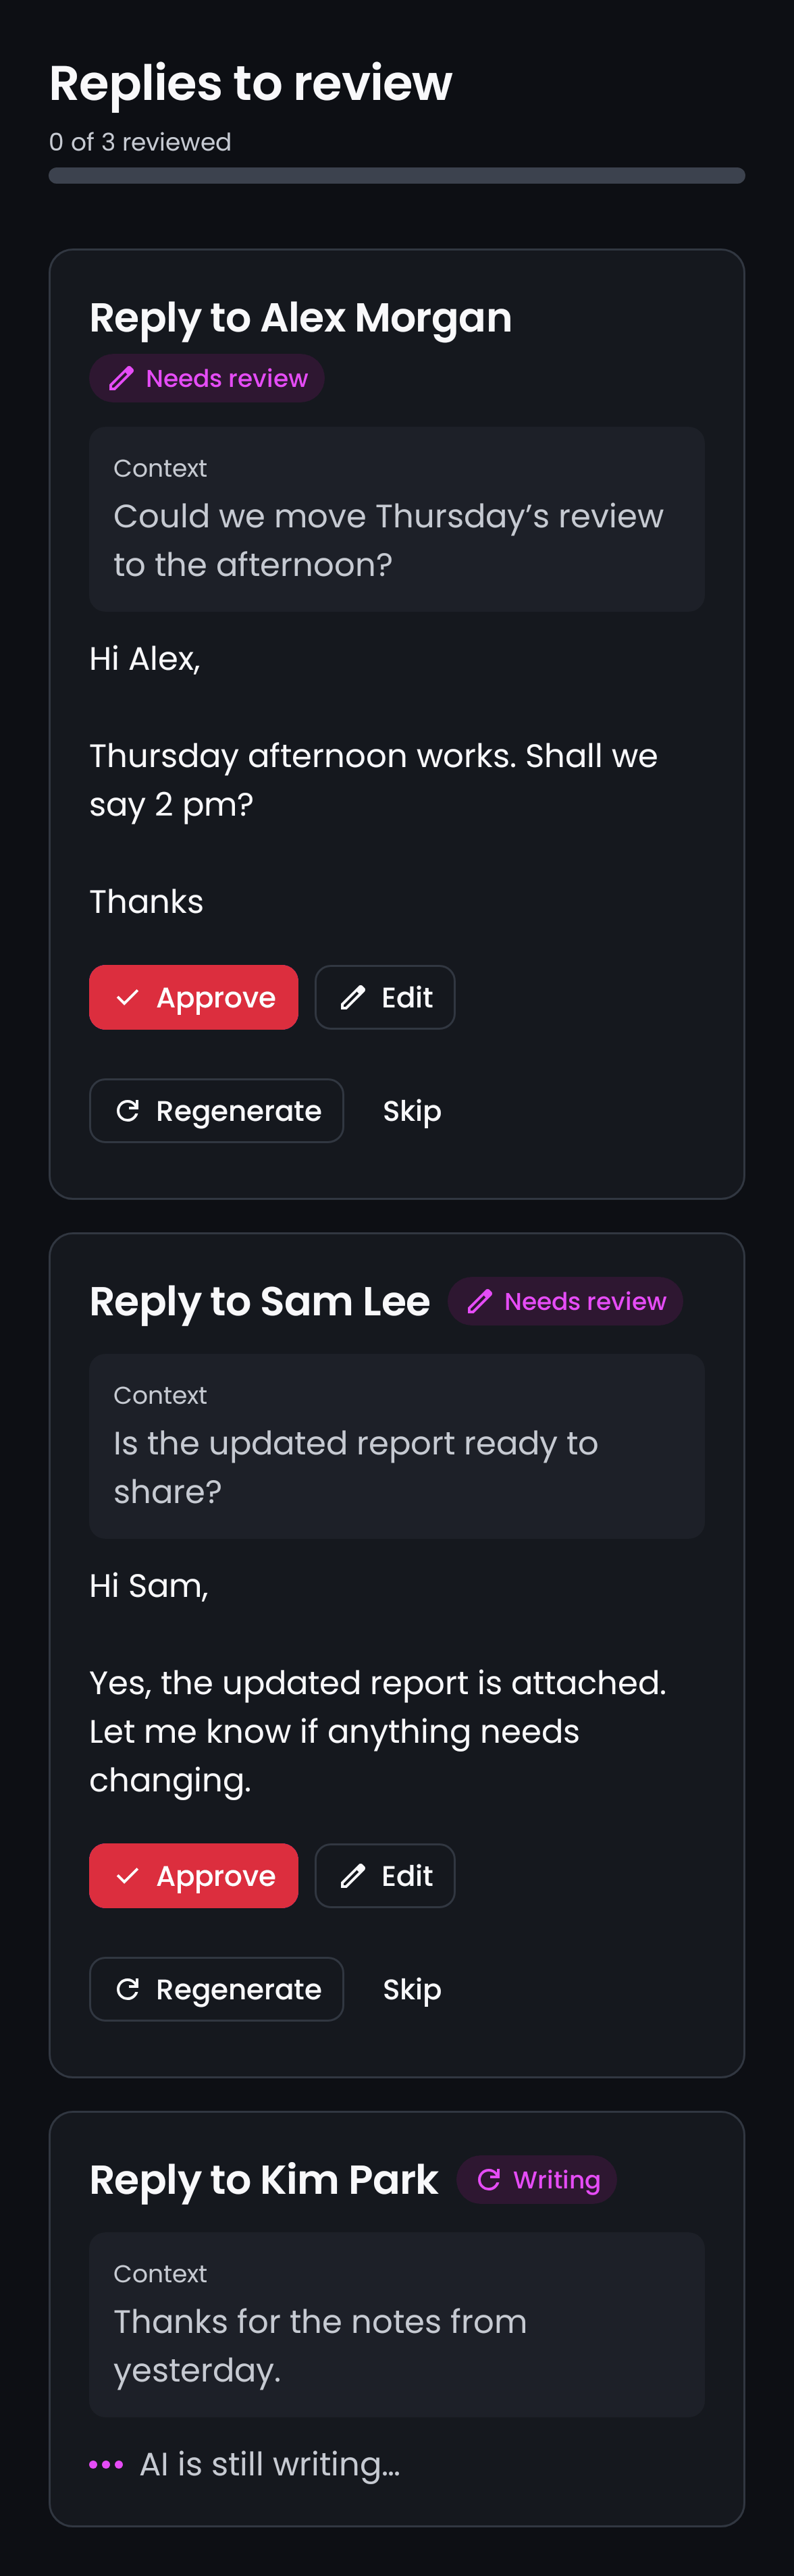 Replies to review
0 of 3 reviewed
Reply to Alex Morgan
Needs review
Context
Could we move Thursday’s review
to the afternoon?
Hi Alex,
Thursday afternoon works. Shall we
say 2 pm?
Thanks
Approve
Edit
Regenerate
Skip
Reply to Sam Lee
Needs review
Context
Is the updated report ready to
share?
Hi Sam,
Yes, the updated report is attached.
Let me know if anything needs
changing.
Approve
Edit
Regenerate
Skip
Reply to Kim Park
Writing
Context
Thanks for the notes from
yesterday.
AI is still writing…